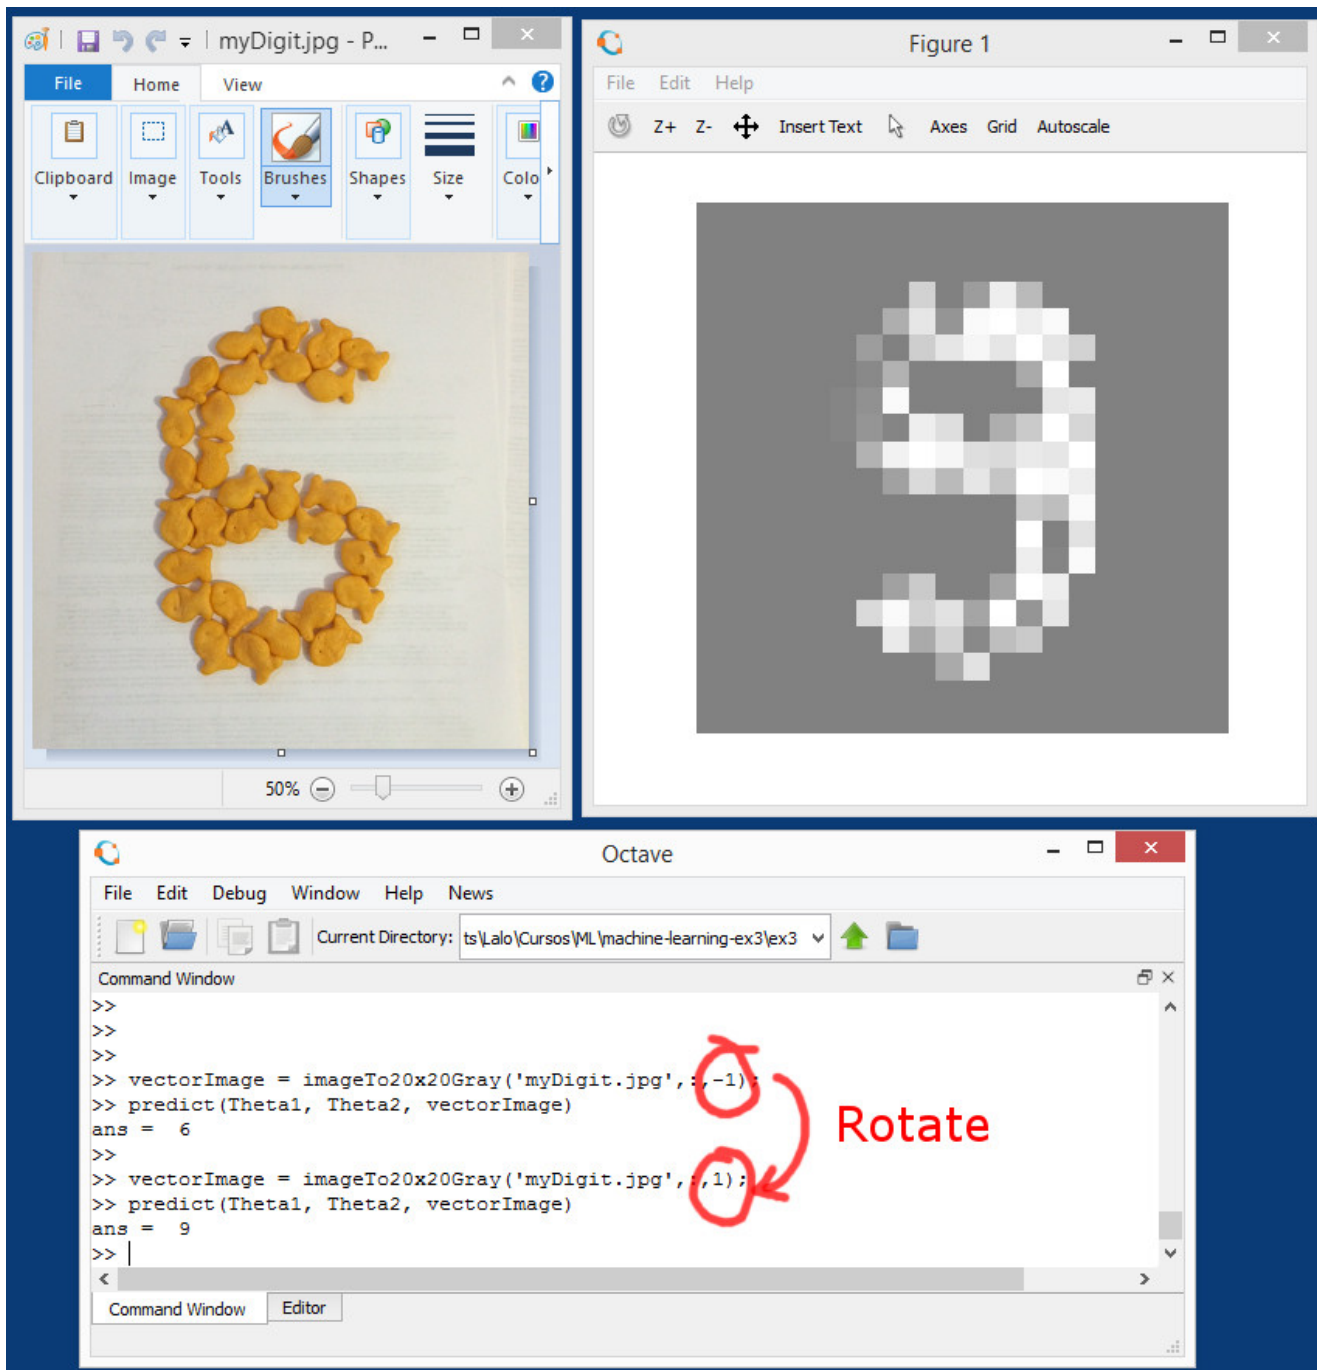 myDigit.jpg - P...
File Home View
Clipboard Image Tools Brushes Shapes Size Colo
50%
Figure 1
File Edit Help
Z+ Z- Insert Text Axes Grid Autoscale
Octave
File Edit Debug Window Help News
Current Directory: ts\Lalo\Cursos\ML\machine-learning-ex3\ex3
Command Window
>>
>>
>>
>> vectorImage = imageTo20x20Gray('myDigit.jpg',:,-1);
>> predict(Theta1, Theta2, vectorImage)
ans = 6
>>
>> vectorImage = imageTo20x20Gray('myDigit.jpg',:,1);
>> predict(Theta1, Theta2, vectorImage)
ans = 9
>>
Rotate
Command Window Editor